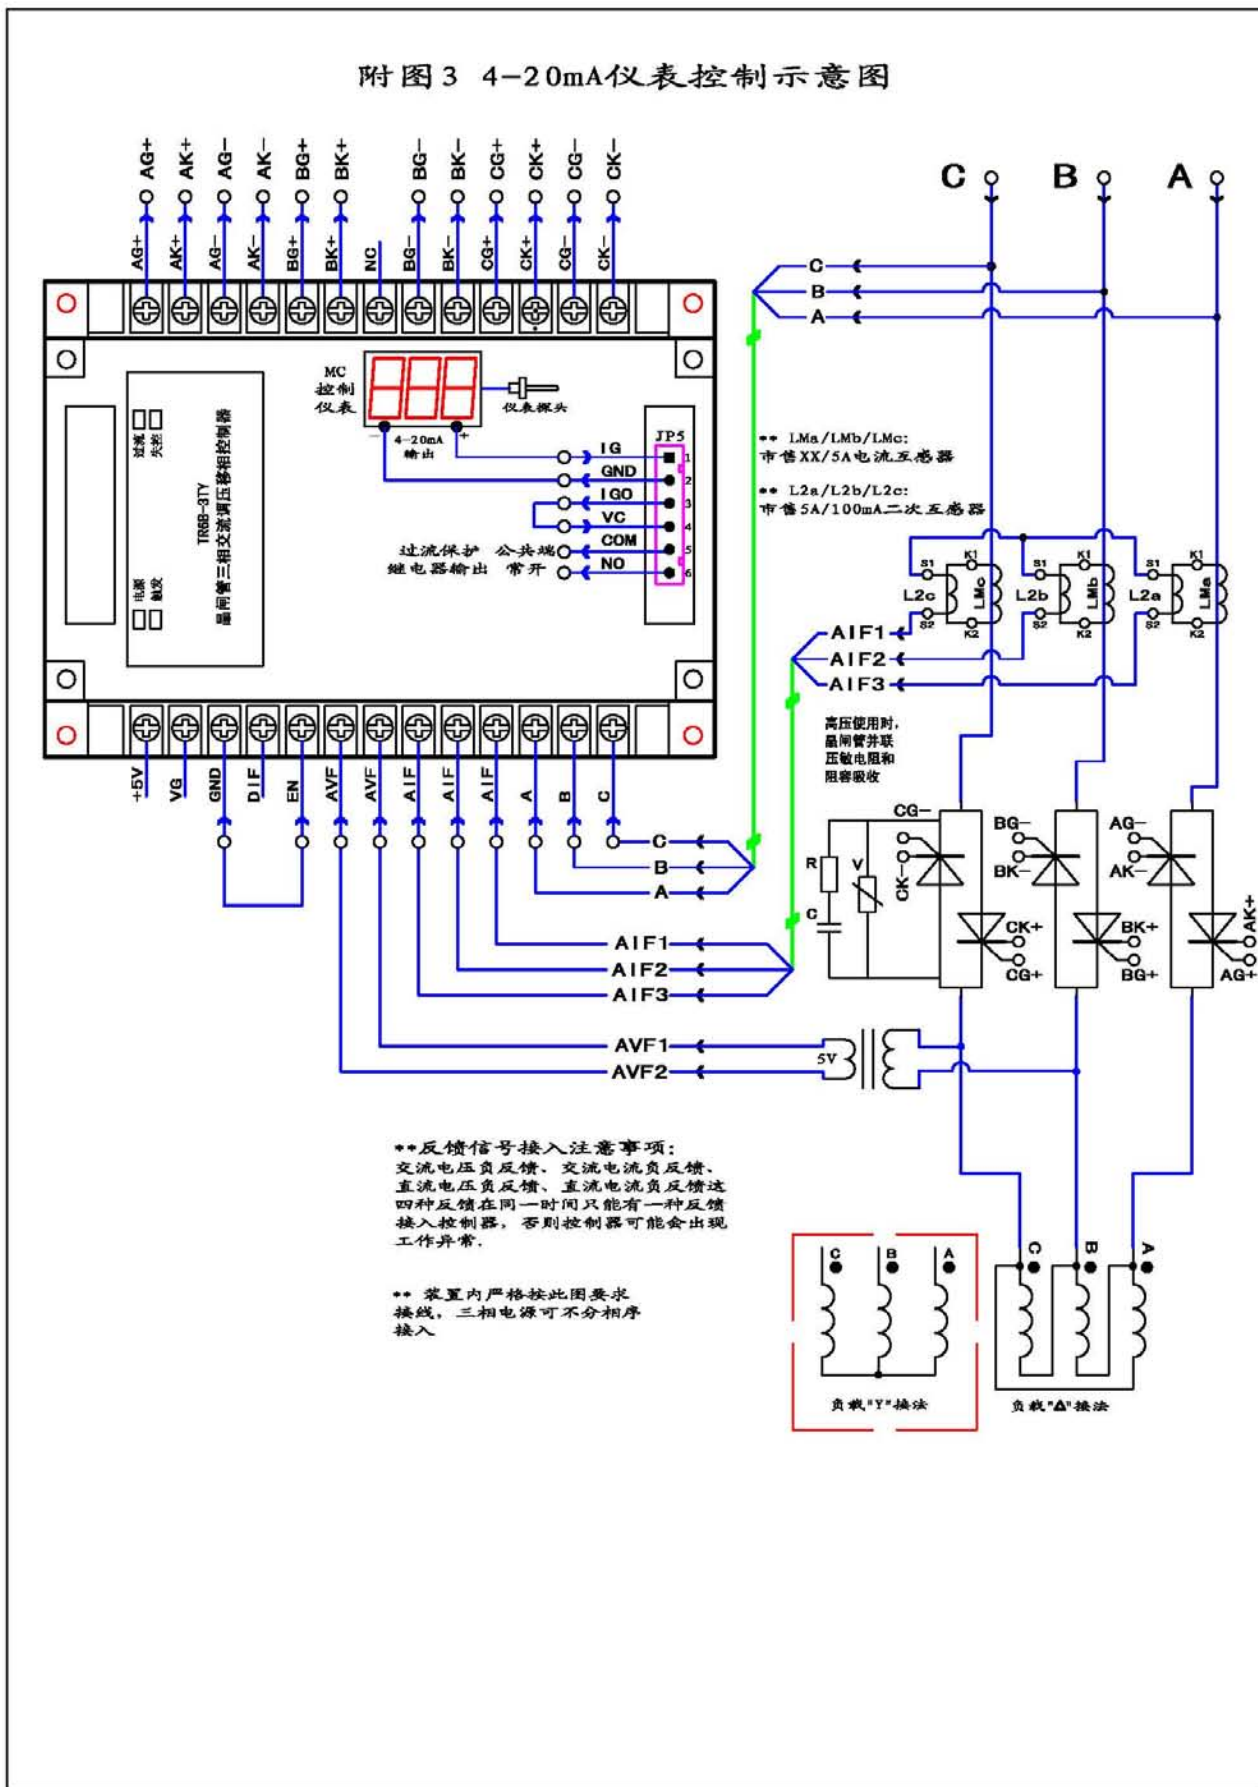 附图3 4-20mA仪表控制示意图
AG+ AK+ AG- AK- BG+ BK+ BG- BK- CG+ CK+ CG- CK-
AG+ AK+ AG- AK- BG+ BK+ NC BG- BK- CG+ CK+ CG- CK-
C B A
C
B
A
MC
控制
仪表
- 4-20mA +
输出
仪表探头
过流
失控
TR6B-3TY
晶闸管三相交流调压移相控制器
电源
触发
JP5
IG 1
GND 2
IGO 3
VC 4
COM 5
NO 6
过流保护 公共端
继电器输出 常开
** LMa/LMb/LMc:
市售XX/5A电流互感器
** L2a/L2b/L2c:
市售5A/100mA二次互感器
S1 K1 S1 K1 S1 K1
L2c LMc L2b LMb L2a LMa
S2 K2 S2 K2 S2 K2
AIF1
AIF2
AIF3
高压使用时,
晶闸管并联
压敏电阻和
阻容吸收
+5V VG GND DIF EN AVF AVF AIF AIF AIF A B C
C
B
A
CG- BG- AG-
CK- BK- AK-
R V
C
CK+ BK+ AK+
CG+ BG+ AG+
AIF1
AIF2
AIF3
AVF1
AVF2
5V
**反馈信号接入注意事项:
交流电压负反馈、交流电流负反馈、
直流电压负反馈、直流电流负反馈这
四种反馈在同一时间只能有一种反馈
接入控制器, 否则控制器可能会出现
工作异常.
** 装置内严格按此图要求
接线, 三相电源可不分相序
接入
C B A
负载"Y"接法
C B A
负载"Δ"接法